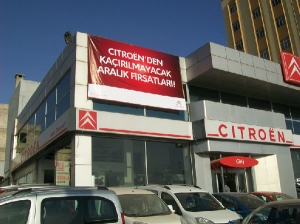 CITROËN'DEN
KAÇIRILMAYACAK
ARALIK FIRSATLARI!
CITROËN